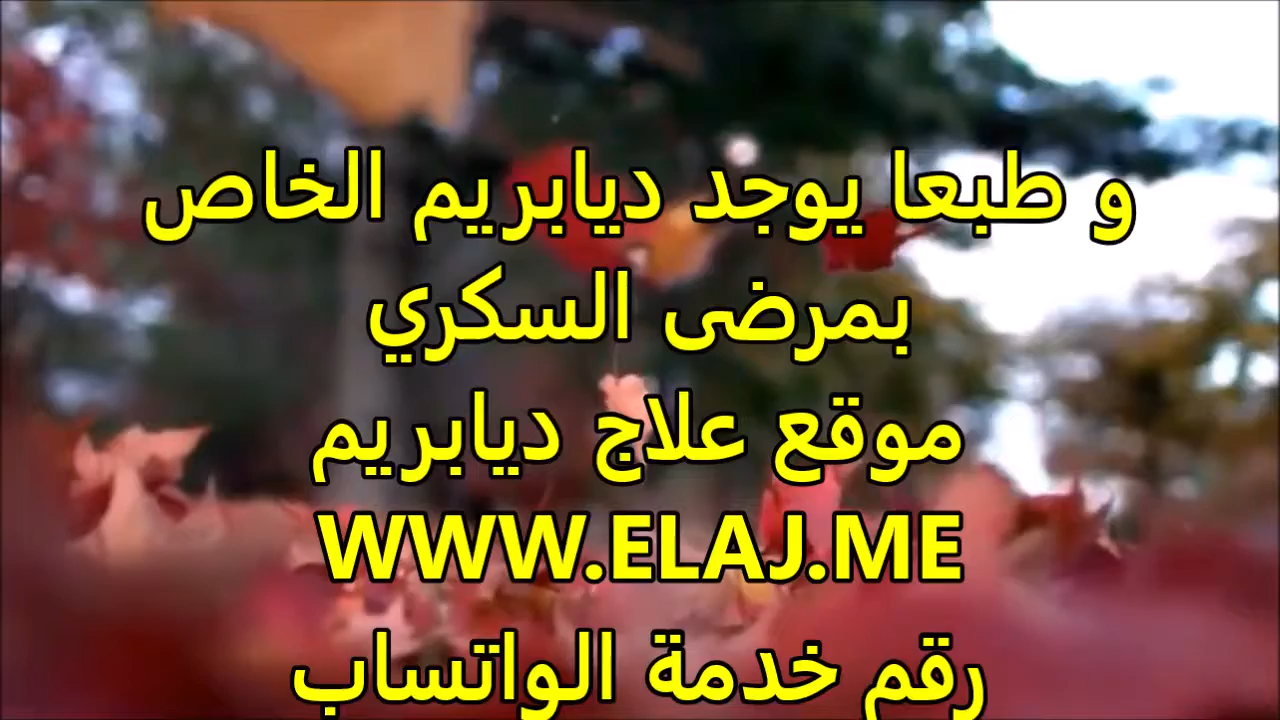 و طبعا يوجد ديابريم الخاص
بمرضى السكري
موقع علاج ديابريم
WWW.ELAJ.ME
رقم خدمة الواتساب